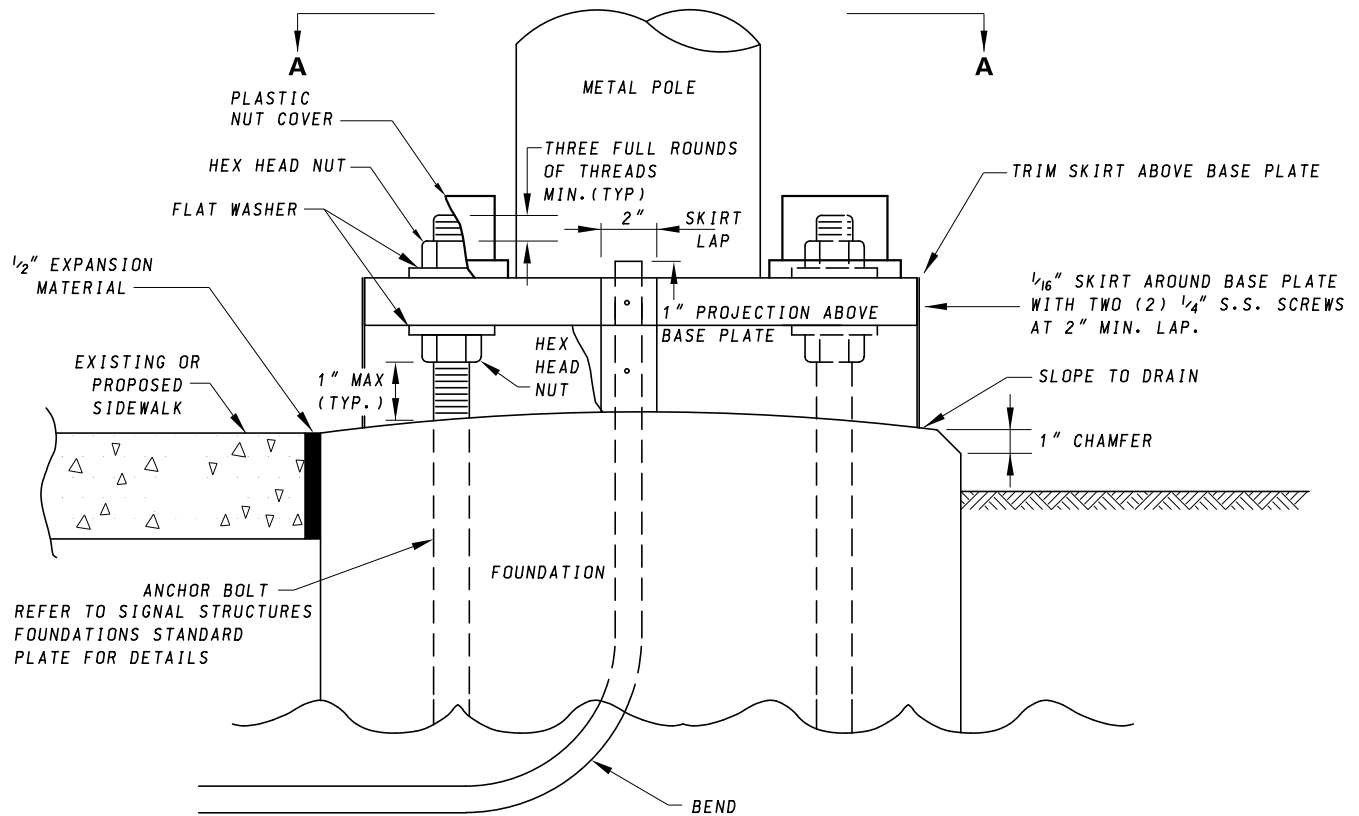 A
A
METAL POLE
PLASTIC
NUT COVER
HEX HEAD NUT
FLAT WASHER
THREE FULL ROUNDS
OF THREADS
MIN.(TYP)
2"
SKIRT
LAP
TRIM SKIRT ABOVE BASE PLATE
1/2" EXPANSION
MATERIAL
1/16" SKIRT AROUND BASE PLATE
WITH TWO (2) 1/4" S.S. SCREWS
AT 2" MIN. LAP.
1" PROJECTION ABOVE
BASE PLATE
HEX
HEAD
NUT
EXISTING OR
PROPOSED
SIDEWALK
1" MAX
(TYP.)
SLOPE TO DRAIN
1" CHAMFER
FOUNDATION
ANCHOR BOLT
REFER TO SIGNAL STRUCTURES
FOUNDATIONS STANDARD
PLATE FOR DETAILS
BEND